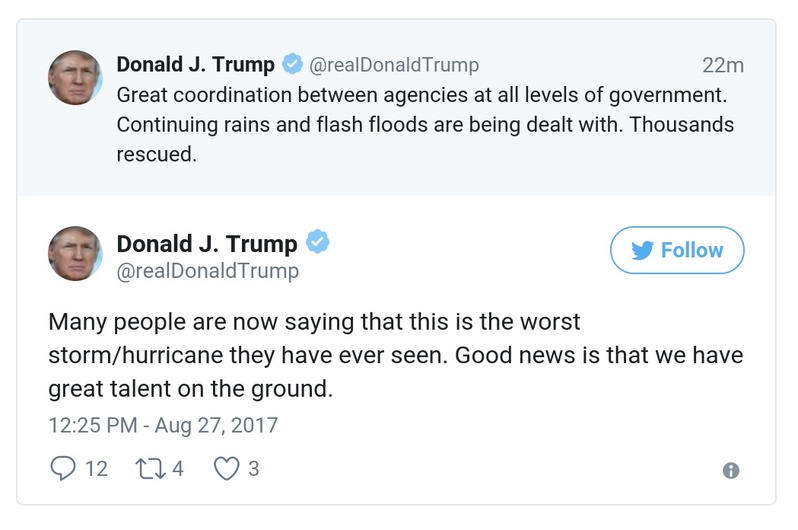 Donald J. Trump @realDonaldTrump 22m
Great coordination between agencies at all levels of government.
Continuing rains and flash floods are being dealt with. Thousands
rescued.
Donald J. Trump
@realDonaldTrump
Follow
Many people are now saying that this is the worst
storm/hurricane they have ever seen. Good news is that we have
great talent on the ground.
12:25 PM - Aug 27, 2017
12 4 3